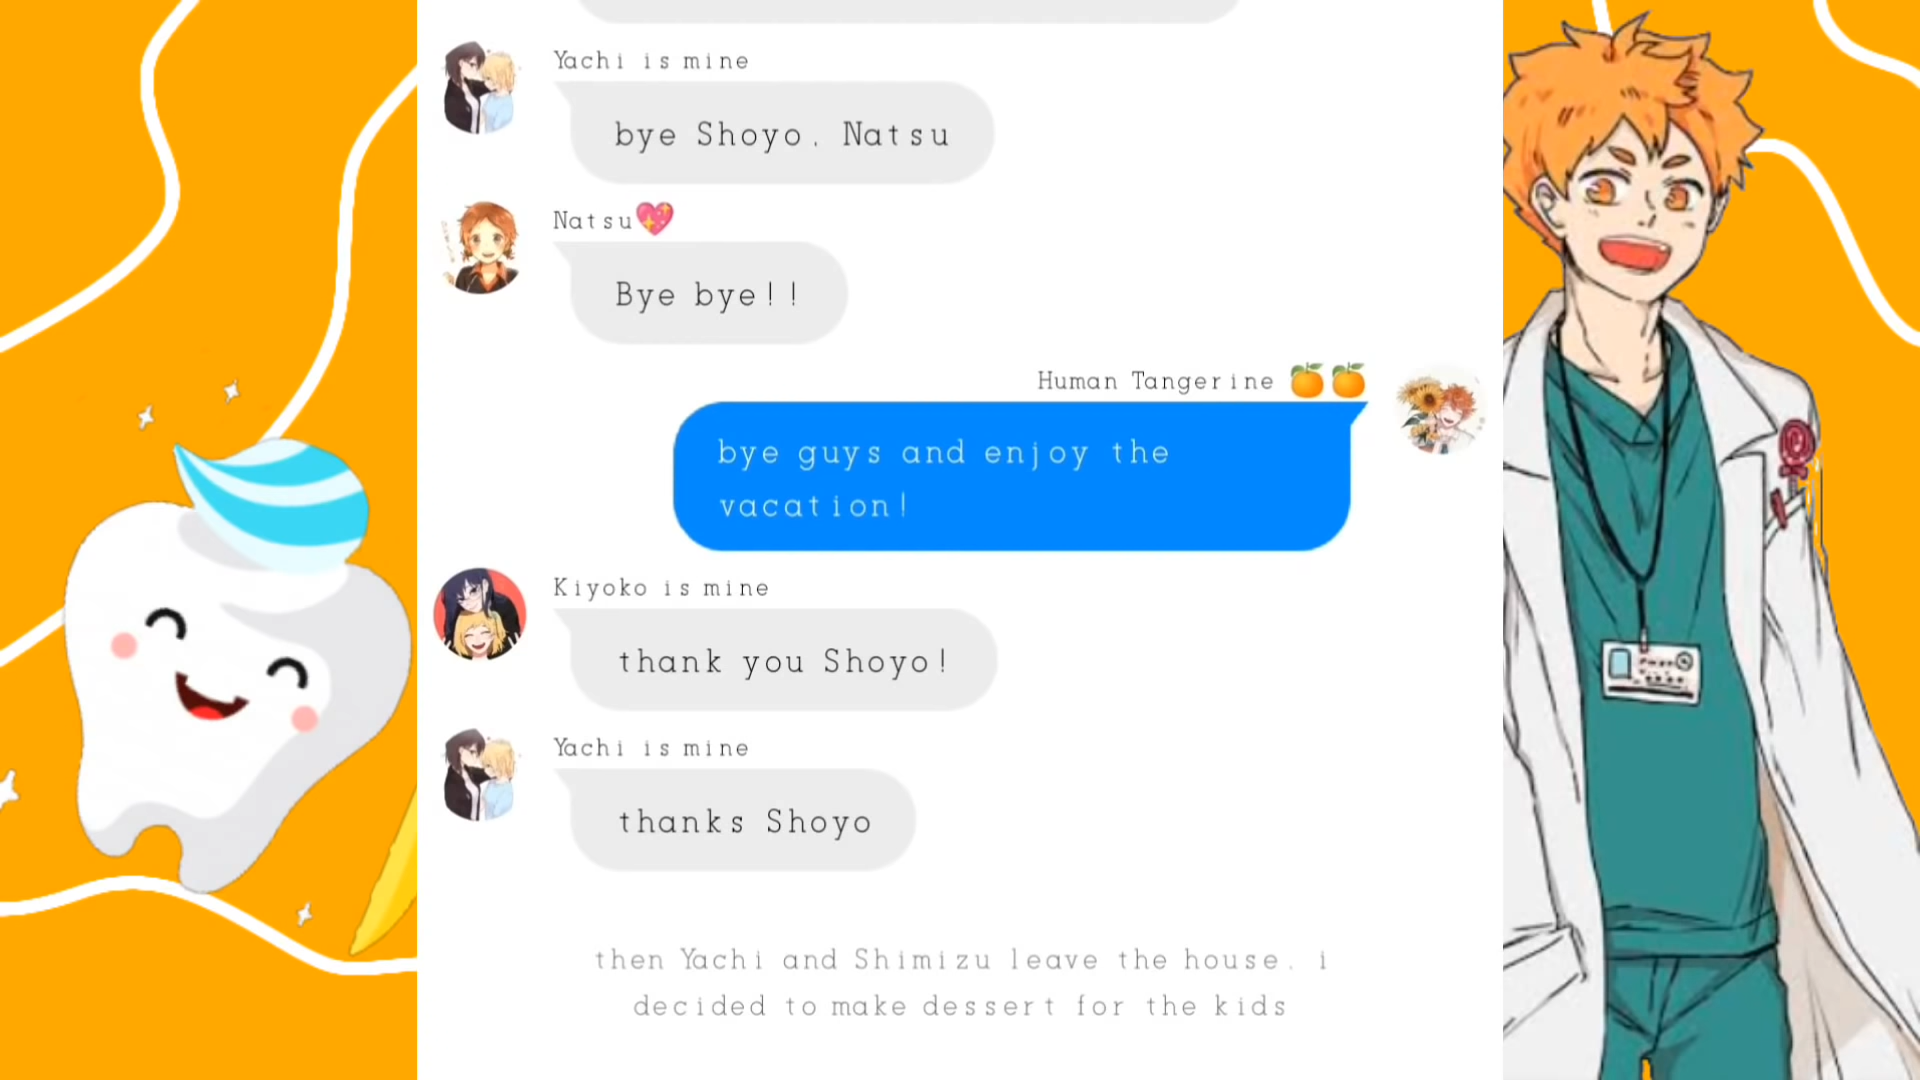 Yachi is mine
bye Shoyo, Natsu
Natsu💖
Bye bye!!
Human Tangerine 🍊🍊
bye guys and enjoy the
vacation!
Kiyoko is mine
thank you Shoyo!
Yachi is mine
thanks Shoyo
then Yachi and Shimizu leave the house. i
decided to make dessert for the kids